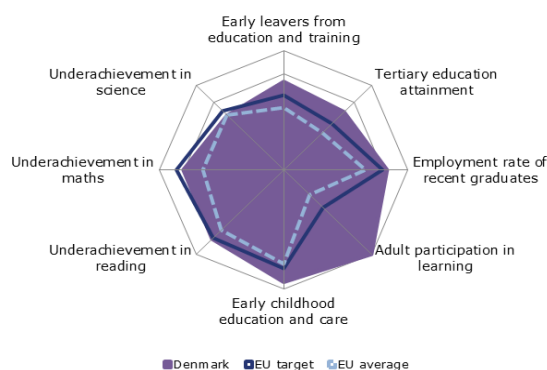 Early leavers from
education and training
Underachievement in
science
Tertiary education
attainment
Underachievement in
maths
Employment rate of
recent graduates
Underachievement in
reading
Adult participation in
learning
Early childhood
education and care
Denmark
EU target
EU average